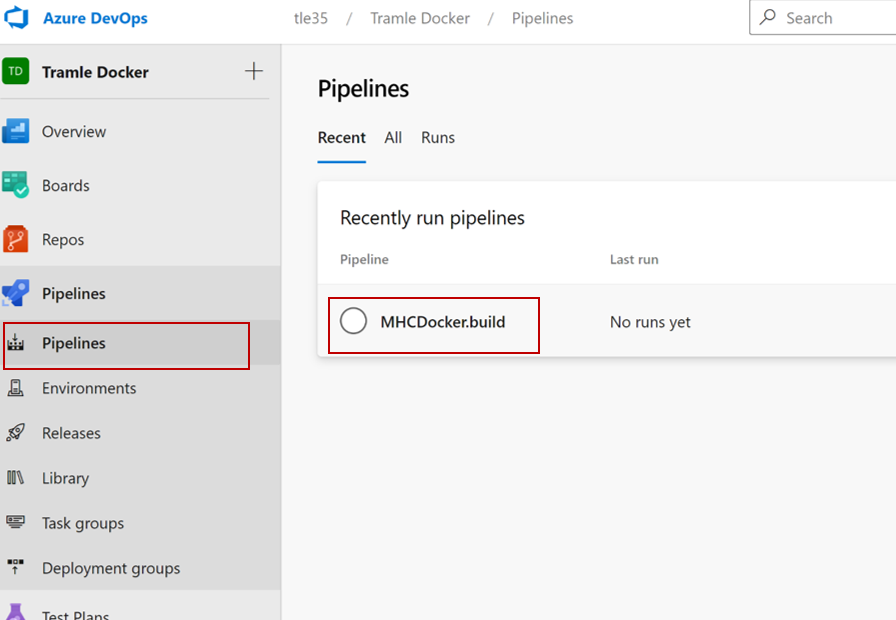 Azure DevOps
tle35 / Tramle Docker / Pipelines
Search
TD Tramle Docker
Overview
Boards
Repos
Pipelines
Pipelines
Environments
Releases
Library
Task groups
Deployment groups
Test Plans
Pipelines
Recent All Runs
Recently run pipelines
Pipeline Last run
MHCDocker.build No runs yet